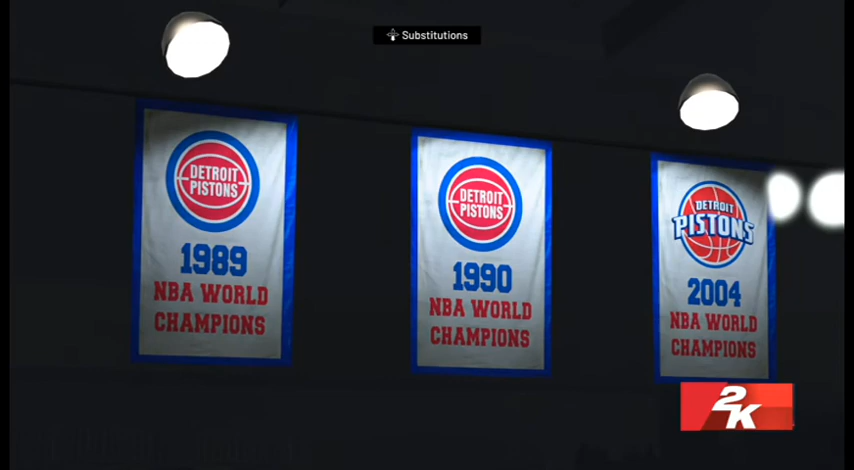 Substitutions
DETROIT
PISTONS
1989
NBA WORLD
CHAMPIONS
DETROIT
PISTONS
1990
NBA WORLD
CHAMPIONS
DETROIT
PISTONS
2004
NBA WORLD
CHAMPIONS
2K